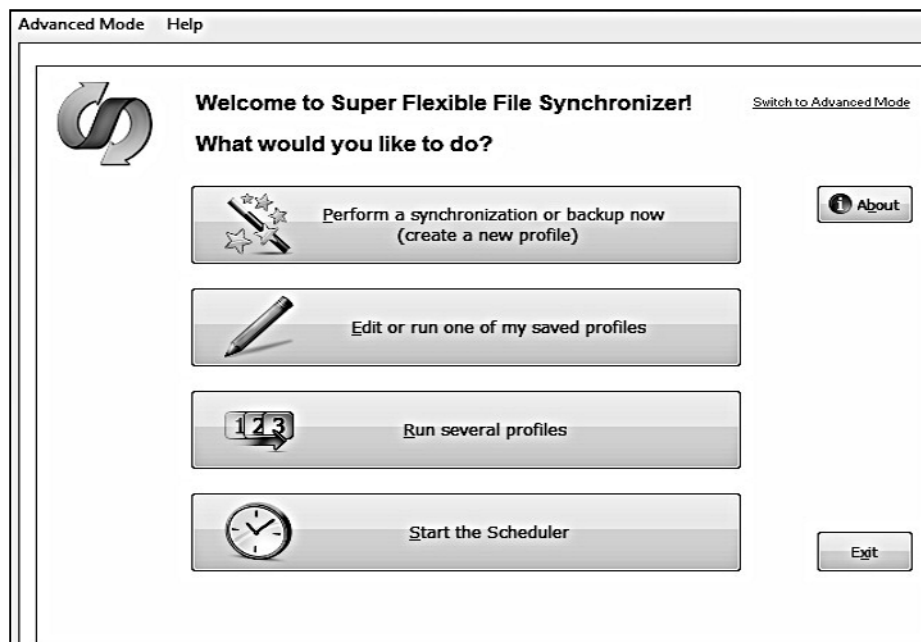 Advanced Mode Help
Welcome to Super Flexible File Synchronizer!
Switch to Advanced Mode
What would you like to do?
Perform a synchronization or backup now
(create a new profile)
About
Edit or run one of my saved profiles
123
Run several profiles
Start the Scheduler
Exit